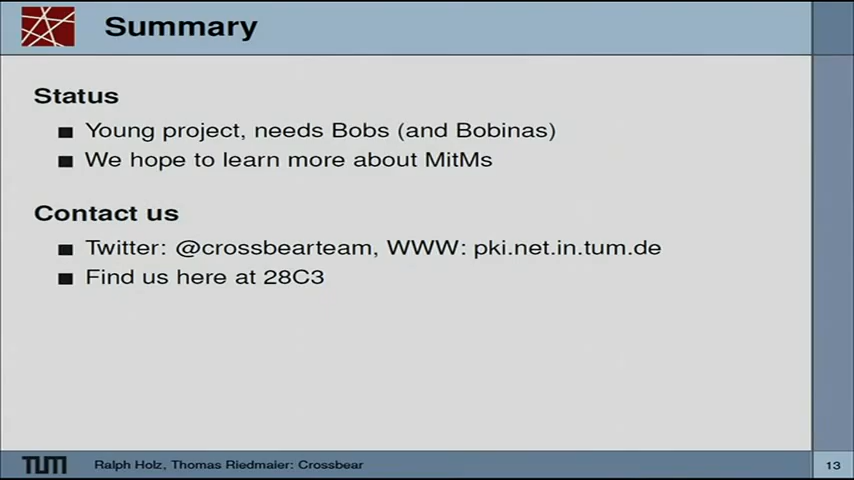 Summary
Status
Young project, needs Bobs (and Bobinas)
We hope to learn more about MitMs
Contact us
Twitter: @crossbearteam, WWW: pki.net.in.tum.de
Find us here at 28C3
TUM
Ralph Holz, Thomas Riedmaier: Crossbear
13